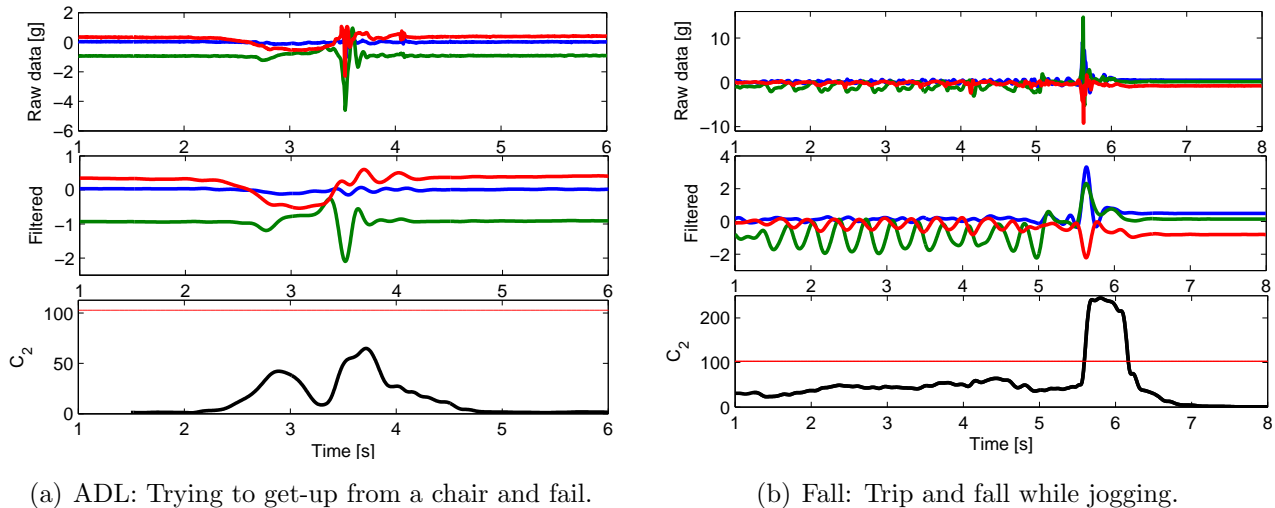 Raw data [g]
2
0
−2
−4
−6
1 2 3 4 5 6
Filtered
1
0
−1
−2
1 2 3 4 5 6
C2
100
50
0
1 2 3 4 5 6
Time [s]
(a) ADL: Trying to get-up from a chair and fail.
Raw data [g]
10
0
−10
1 2 3 4 5 6 7 8
Filtered
4
2
0
−2
1 2 3 4 5 6 7 8
C2
200
100
0
1 2 3 4 5 6 7 8
Time [s]
(b) Fall: Trip and fall while jogging.